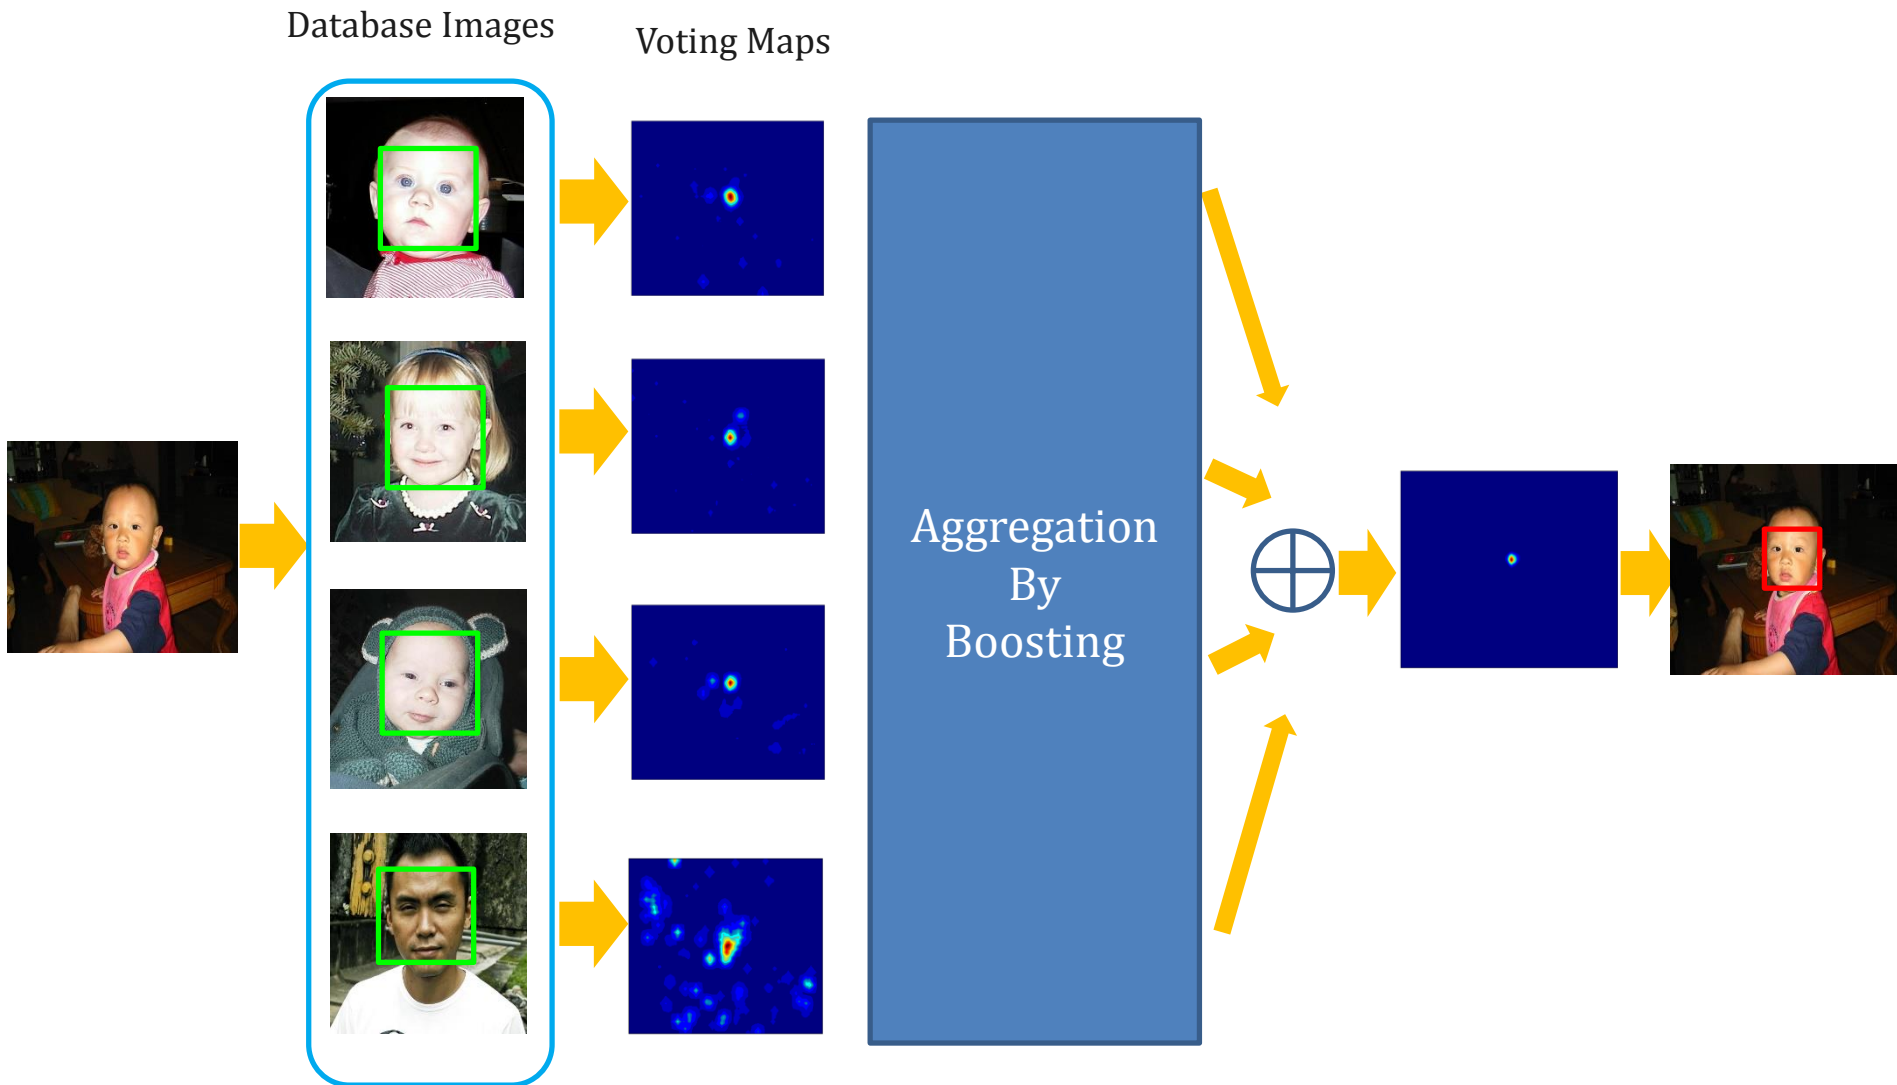 Database Images
Voting Maps
Aggregation
By
Boosting